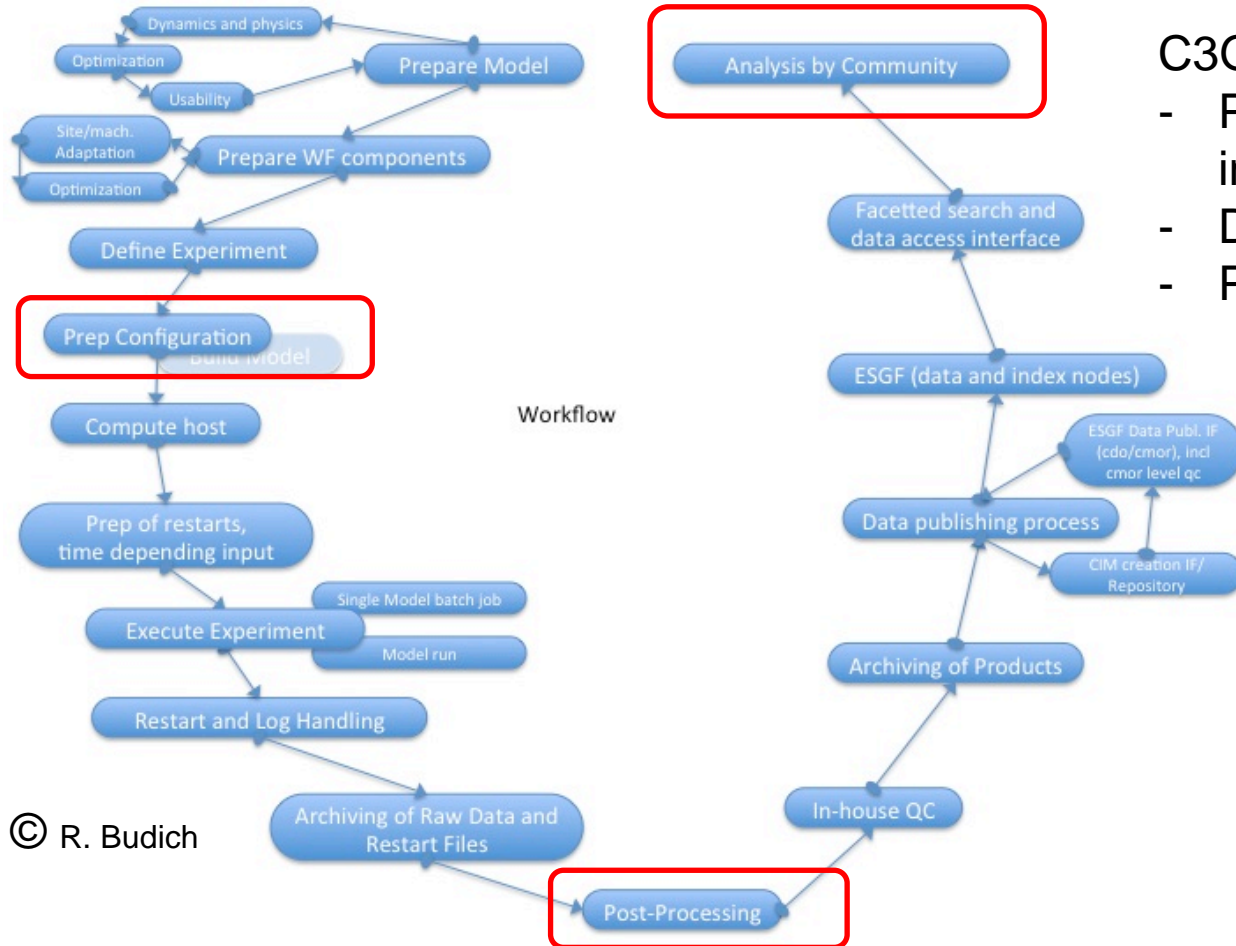 Dynamics and physics
Optimization
Usability
Prepare Model
Site/mach.
Adaptation
Optimization
Prepare WF components
Define Experiment
Prep Configuration
Build Model
Compute host
Prep of restarts,
time depending input
Single Model batch job
Execute Experiment
Model run
Restart and Log Handling
Archiving of Raw Data and
Restart Files
© R. Budich
Workflow
Post-Processing
In-house QC
Archiving of Products
Data publishing process
CIM creation IF/
Repository
ESGF Data Publ. IF
(cdo/cmor), incl
cmor level qc
ESGF (data and index nodes)
Facetted search and
data access interface
Analysis by Community
-
-
-